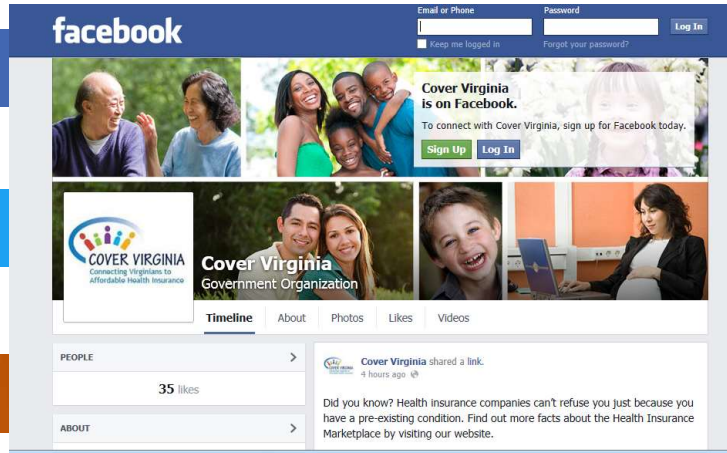 facebook
Email or Phone
Password
Log In
Keep me logged in
Forgot your password?
Cover Virginia
is on Facebook.
To connect with Cover Virginia, sign up for Facebook today.
Sign Up
Log In
COVER VIRGINIA
Connecting Virginians to
Affordable Health Insurance
Cover Virginia
Government Organization
Timeline
About
Photos
Likes
Videos
PEOPLE
35 likes
ABOUT
Cover Virginia shared a link.
4 hours ago
Did you know? Health insurance companies can't refuse you just because you
have a pre-existing condition. Find out more facts about the Health Insurance
Marketplace by visiting our website.